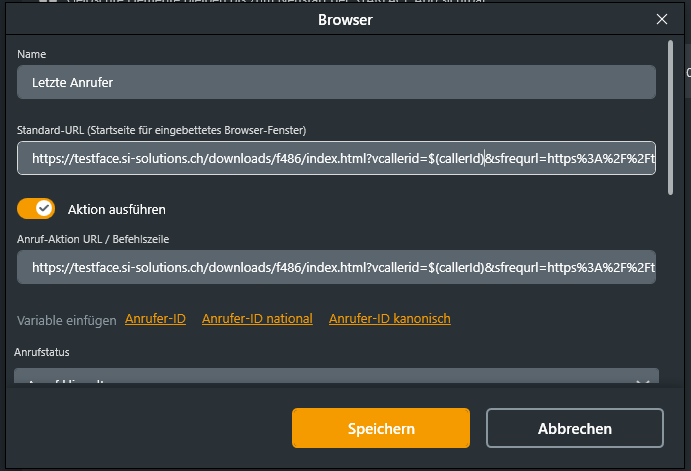 Browser
Name
Letzte Anrufer
Standard-URL (Startseite für eingebettetes Browser-Fenster)
https://testface.si-solutions.ch/downloads/f486/index.html?vcallerid=$(callerId)&sfrequrl=https%3A%2F%2Ft
Aktion ausführen
Anruf-Aktion URL / Befehlszeile
https://testface.si-solutions.ch/downloads/f486/index.html?vcallerid=$(callerId)&sfrequrl=https%3A%2F%2Ft
Variable einfügen Anrufer-ID Anrufer-ID national Anrufer-ID kanonisch
Anrufstatus
Speichern Abbrechen